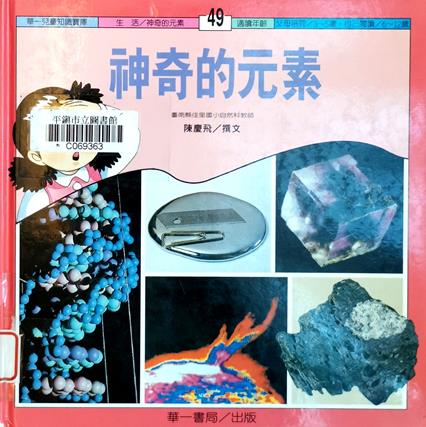 華一兒童知識寶庫
生 活／神奇的元素
49
適讀年齡
神奇的元素
臺南縣佳里國小自然科教師
陳慶飛／撰文
平鎮市立圖書館
C069363
華一書局／出版